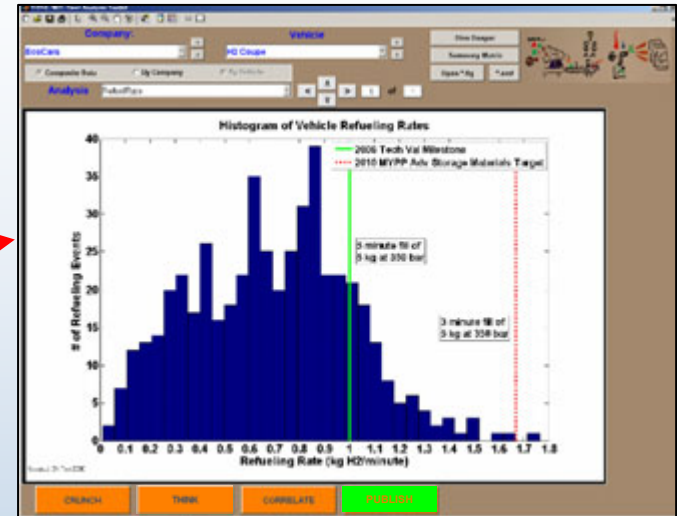 Company:
Vehicle
EcoCars
H2 Coupe
Dive Deeper
Summary Matrix
Composite Data
By Company
By Vehicle
Analysis
of
Histogram of Vehicle Refueling Rates
2006 Tech Val Milestone
2010 MYPP Adv Storage Materials Target
# of Refueling Events
40
35
30
25
20
15
10
5
0
5 minute fill of
5 kg at 350 bar
3 minute fill of
5 kg at 350 bar
0 0.1 0.2 0.3 0.4 0.5 0.6 0.7 0.8 0.9 1 1.1 1.2 1.3 1.4 1.5 1.6 1.7 1.8
Refueling Rate (kg H2/minute)
CRUNCH
THINK
CORRELATE
PUBLISH